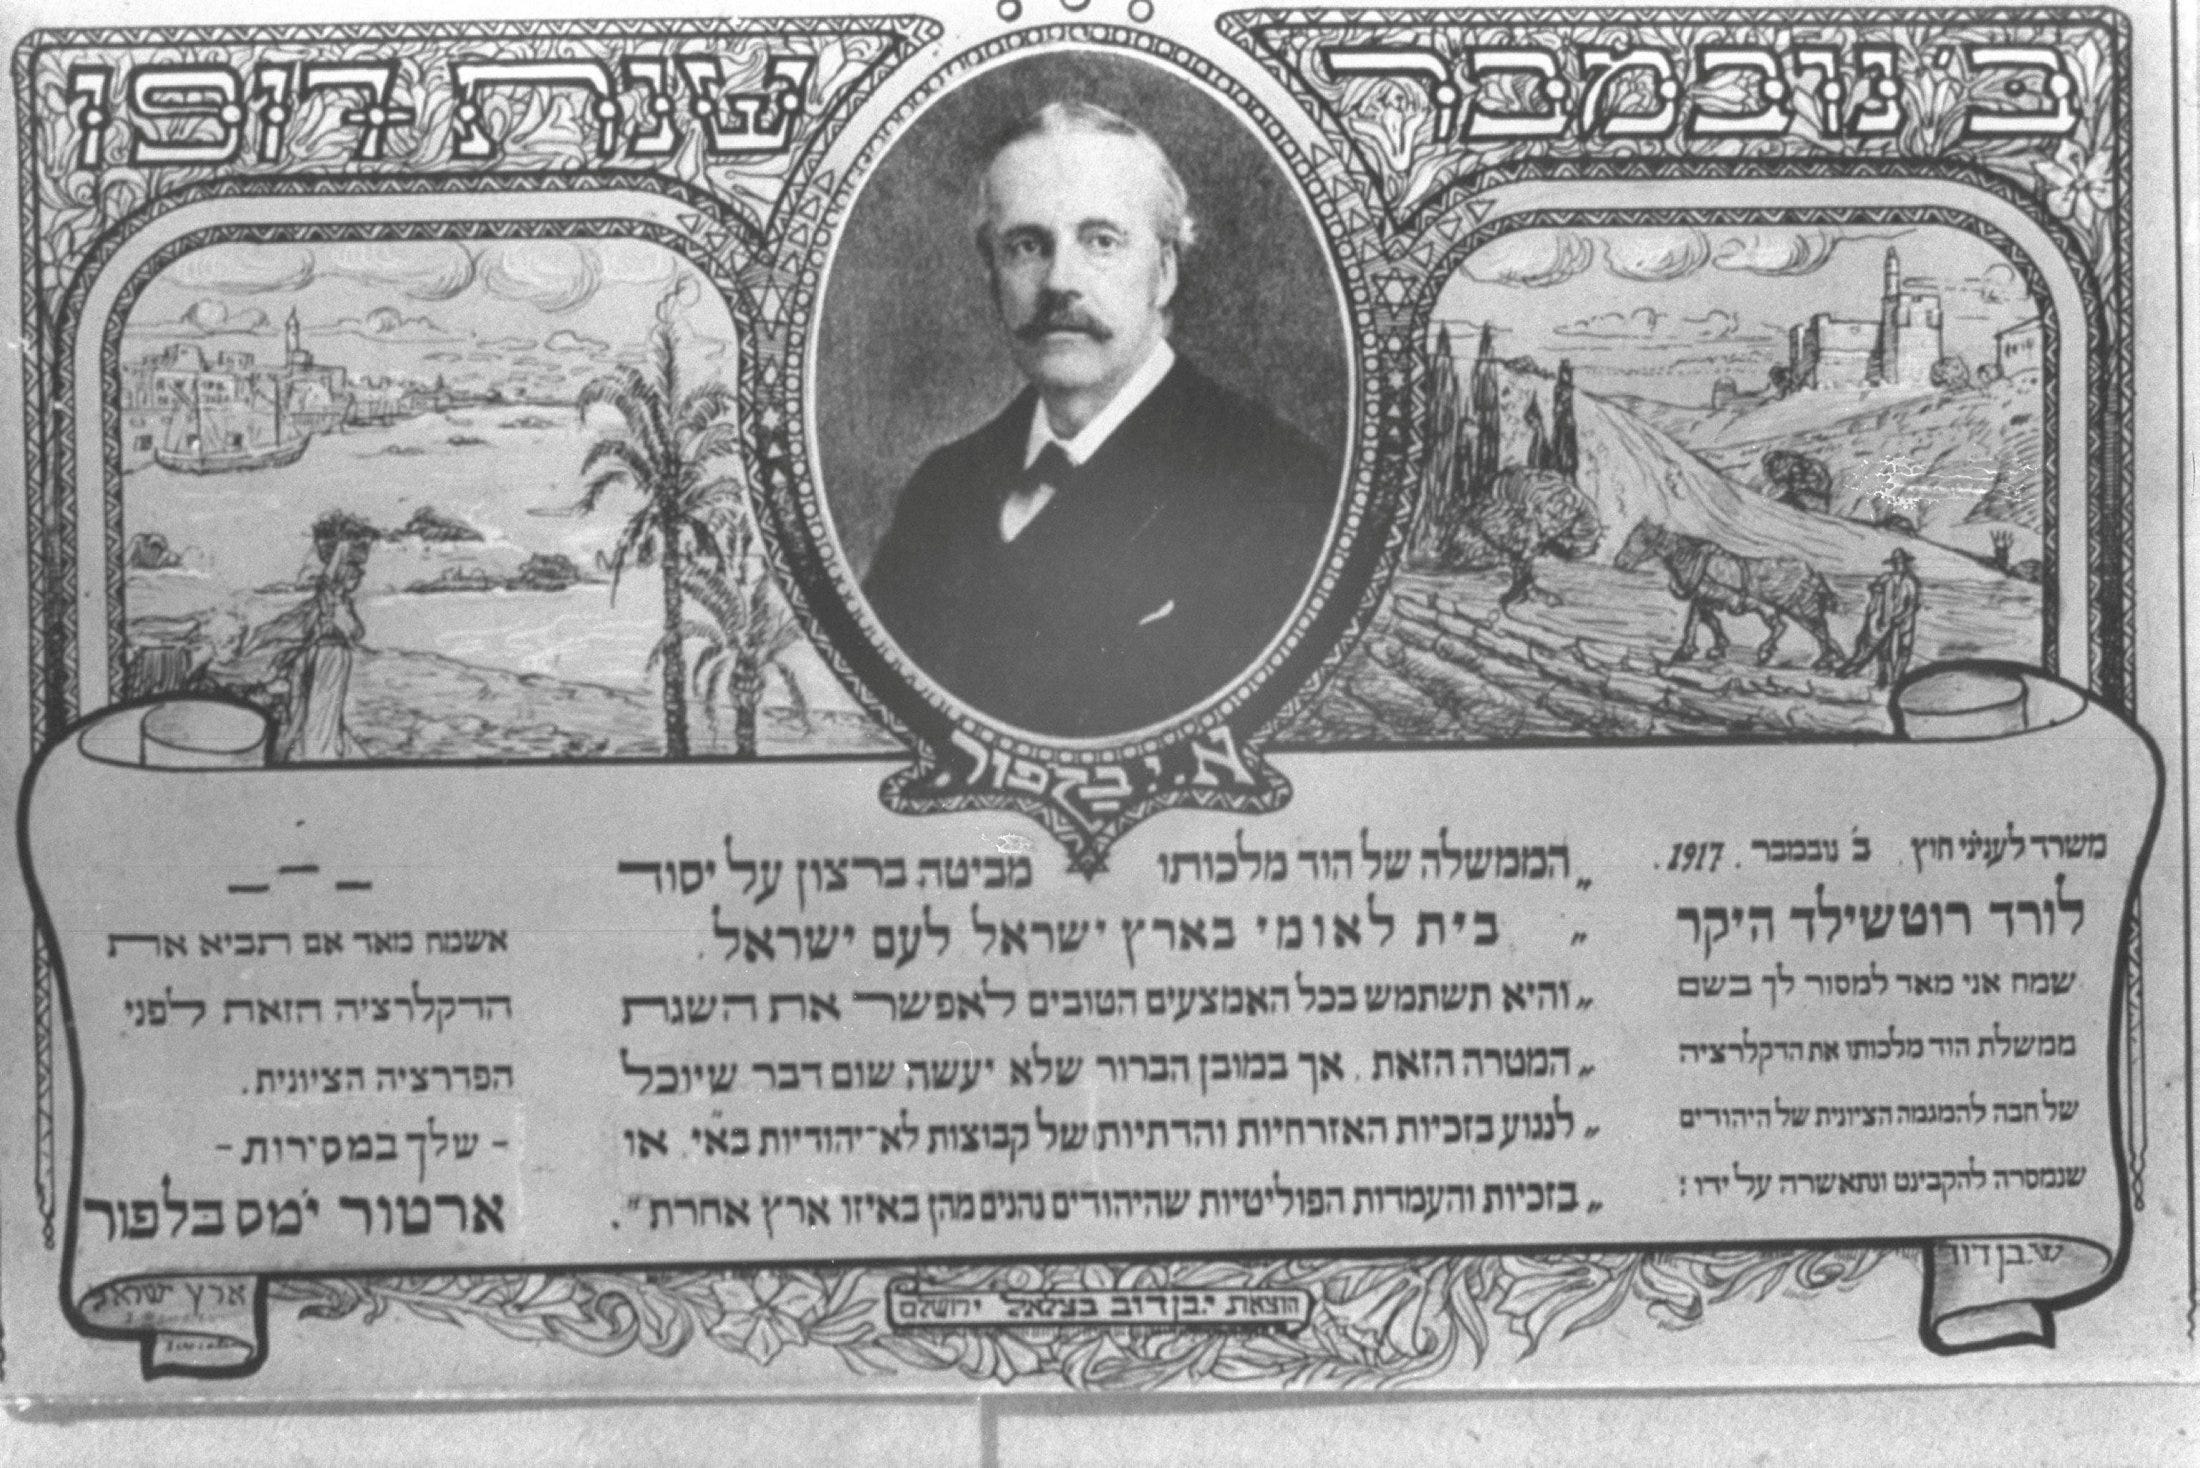 ב' נובמבר שנת
א. י. בלפור.
משרד לעניני חוץ. ב' נובמבר. 1917.
לורד רוטשילד היקר
שמח אני מאד למסור לך בשם
ממשלת הוד מלכותו את הדקלרציה
של חבה להמגמה הציונית של היהודים
שנמסרה להקבינט ונתאשרה על ידו:
„הממשלה של הוד מלכותו מביטה ברצון על יסוד
„ בית לאומי בארץ ישראל לעם ישראל.
„והיא תשתמש בכל האמצעים הטובים לאפשר את השגת
„המטרה הזאת. אך במובן הברור שלא יעשה שום דבר שיוכל
„לנגוע בזכיות האזרחיות והדתיות של קבוצות לא־יהודיות בא״י. או
„בזכיות והעמדות הפוליטיות שהיהודים נהנים מהן באיזו ארץ אחרת".
אשמח מאד אם תביא את
הדקלרציה הזאת לפני
הפדרציה הציונית.
- שלך במסירות -
ארטור ימס בלפור
ש. בן דוד
ארץ ישראל
הוצאת י. בן דוב בצלאל ירושלם